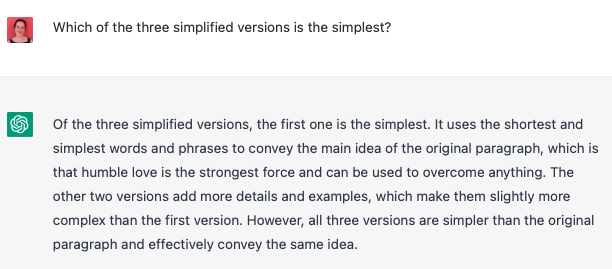 Which of the three simplified versions is the simplest?
Of the three simplified versions, the first one is the simplest. It uses the shortest and
simplest words and phrases to convey the main idea of the original paragraph, which is
that humble love is the strongest force and can be used to overcome anything. The
other two versions add more details and examples, which make them slightly more
complex than the first version. However, all three versions are simpler than the original
paragraph and effectively convey the same idea.